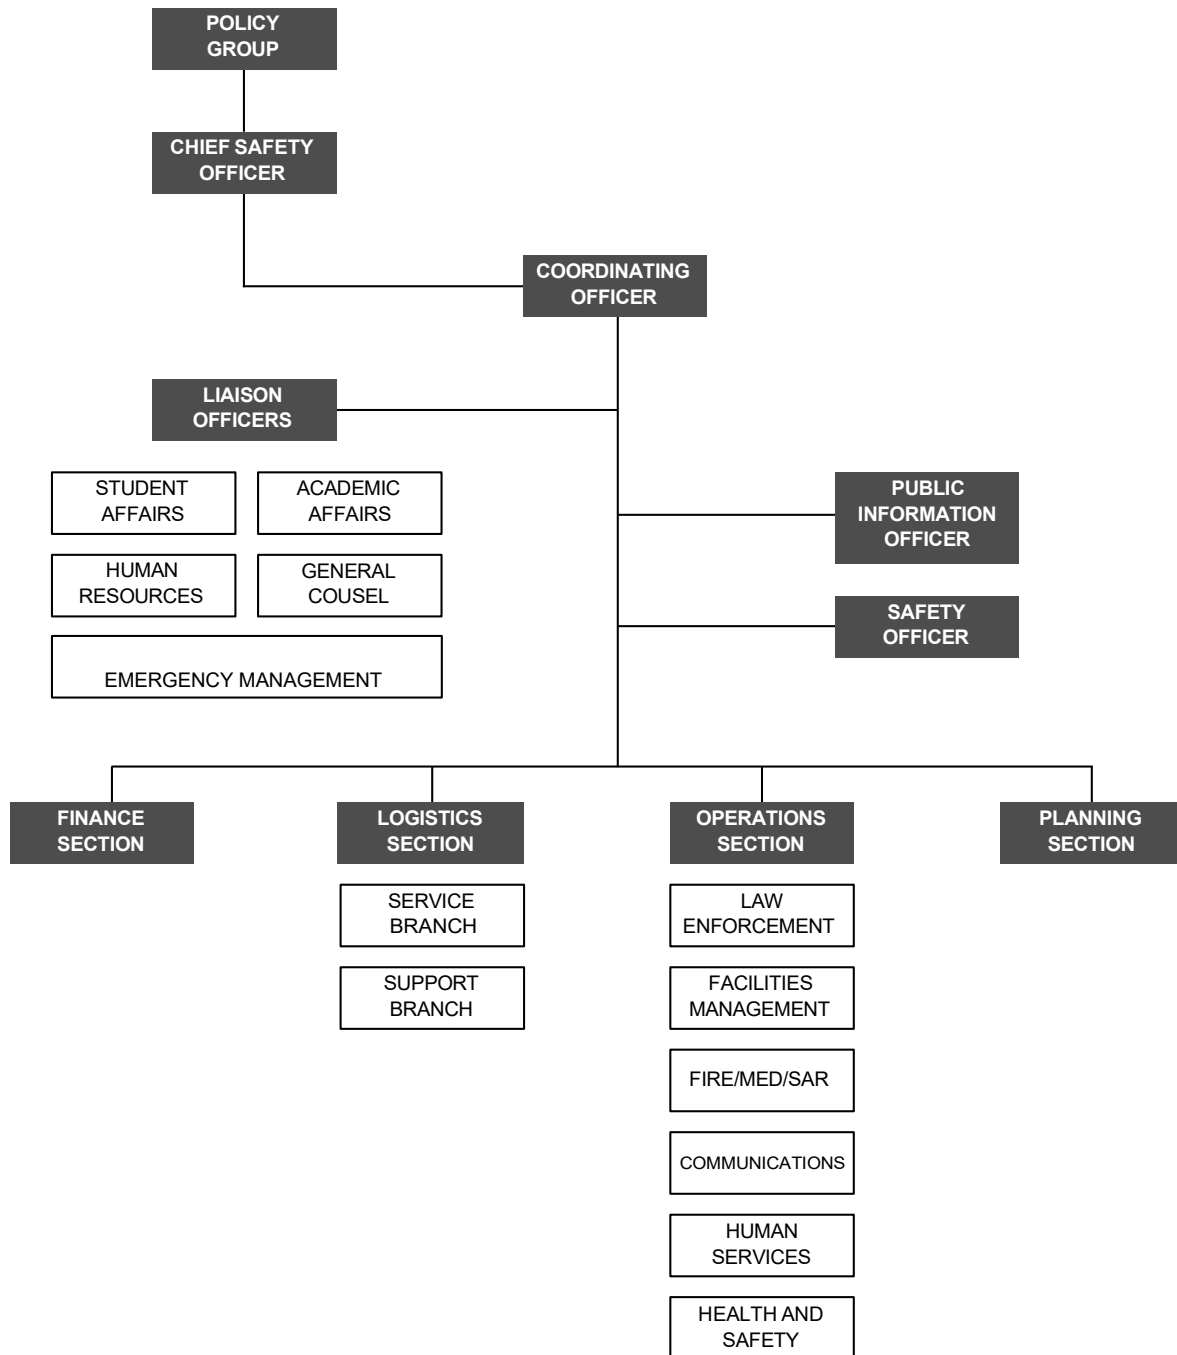 POLICY
GROUP
CHIEF SAFETY
OFFICER
COORDINATING
OFFICER
LIAISON
OFFICERS
STUDENT
AFFAIRS
ACADEMIC
AFFAIRS
PUBLIC
INFORMATION
OFFICER
HUMAN
RESOURCES
GENERAL
COUSEL
SAFETY
OFFICER
EMERGENCY MANAGEMENT
FINANCE
SECTION
LOGISTICS
SECTION
OPERATIONS
SECTION
PLANNING
SECTION
SERVICE
BRANCH
LAW
ENFORCEMENT
SUPPORT
BRANCH
FACILITIES
MANAGEMENT
FIRE/MED/SAR
COMMUNICATIONS
HUMAN
SERVICES
HEALTH AND
SAFETY